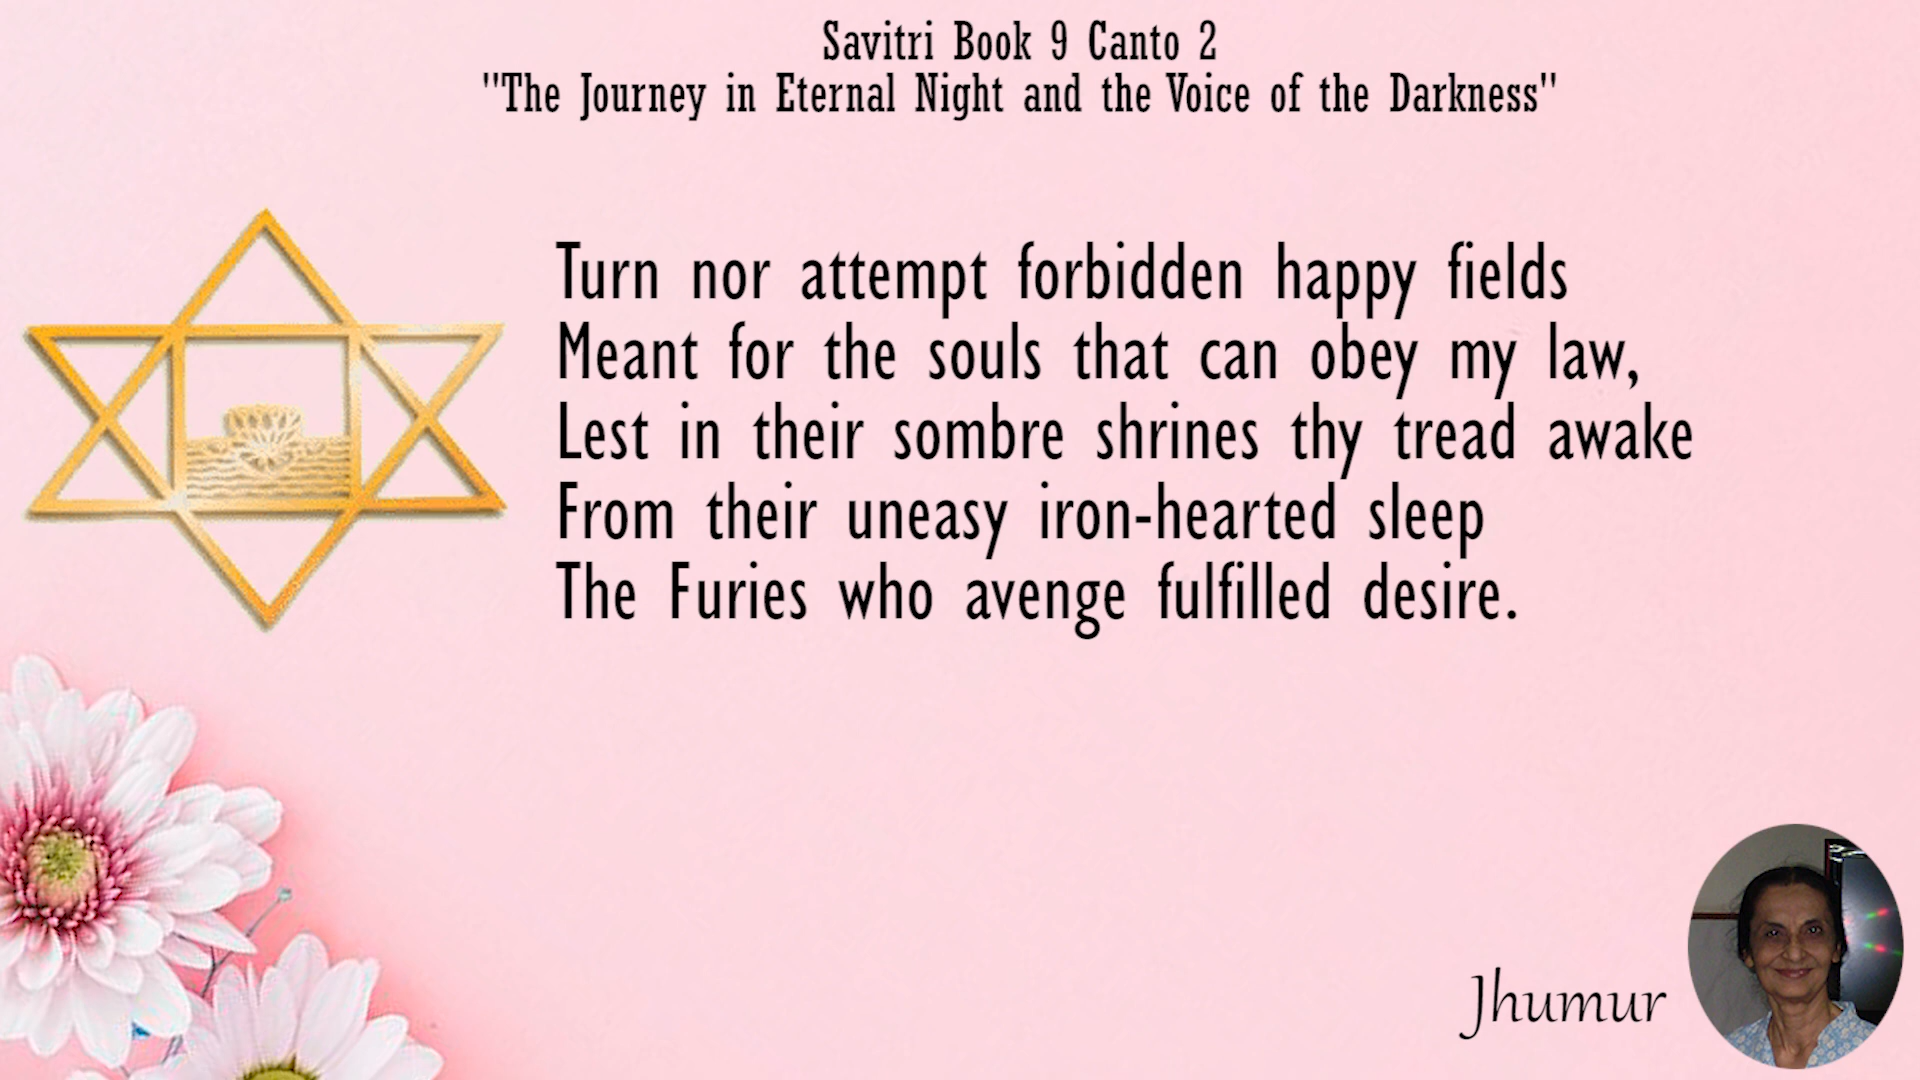 Savitri Book 9 Canto 2
"The Journey in Eternal Night and the Voice of the Darkness"
Turn nor attempt forbidden happy fields
Meant for the souls that can obey my law,
Lest in their sombre shrines thy tread awake
From their uneasy iron-hearted sleep
The Furies who avenge fulfilled desire.
Jhumur